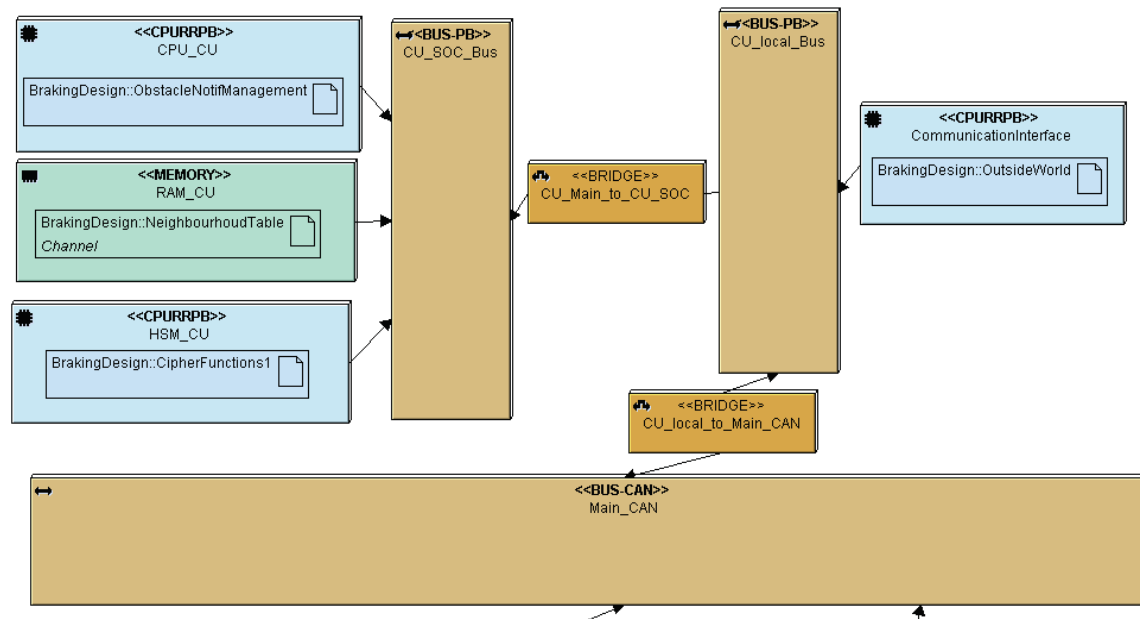 <<CPURRPB>>
CPU_CU
BrakingDesign::ObstacleNotifManagement
<<BUS-PB>>
CU_SOC_Bus
<<BUS-PB>>
CU_local_Bus
<<CPURRPB>>
CommunicationInterface
BrakingDesign::OutsideWorld
<<MEMORY>>
RAM_CU
BrakingDesign::NeighbourhoudTable
Channel
<<BRIDGE>>
CU_Main_to_CU_SOC
<<CPURRPB>>
HSM_CU
BrakingDesign::CipherFunctions1
<<BRIDGE>>
CU_local_to_Main_CAN
<<BUS-CAN>>
Main_CAN